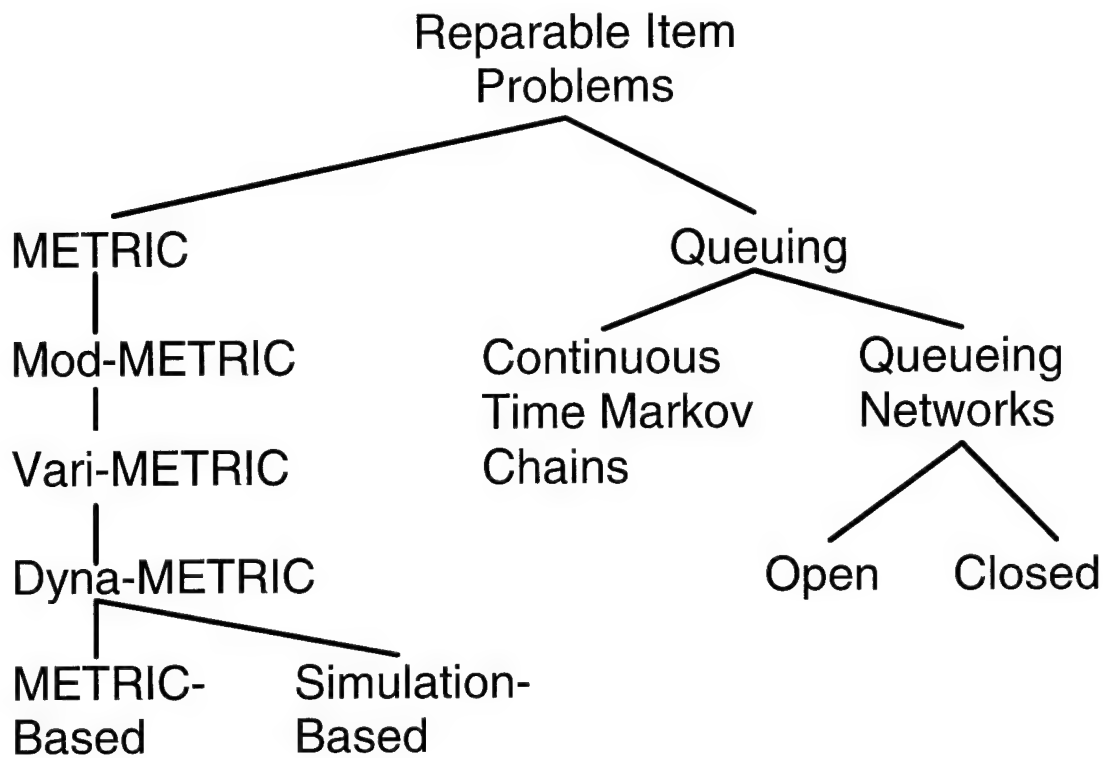 Reparable Item
Problems
METRIC
Queuing
Mod-METRIC
Continuous
Time Markov
Chains
Queueing
Networks
Vari-METRIC
Dyna-METRIC
Open
Closed
METRIC-
Based
Simulation-
Based